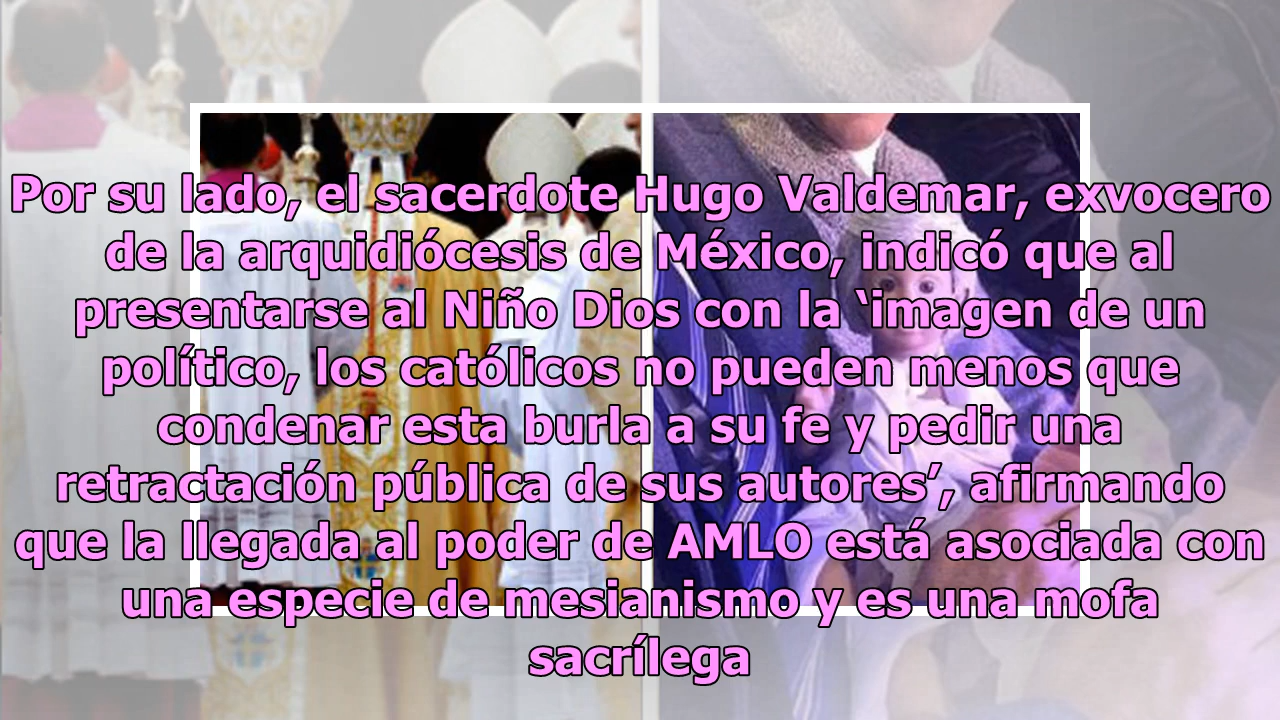 Por su lado, el sacerdote Hugo Valdemar, exvocero
de la arquidiócesis de México, indicó que al
presentarse al Niño Dios con la ‘imagen de un
político, los católicos no pueden menos que
condenar esta burla a su fe y pedir una
retractación pública de sus autores’, afirmando
que la llegada al poder de AMLO está asociada con
una especie de mesianismo y es una mofa
sacrílega